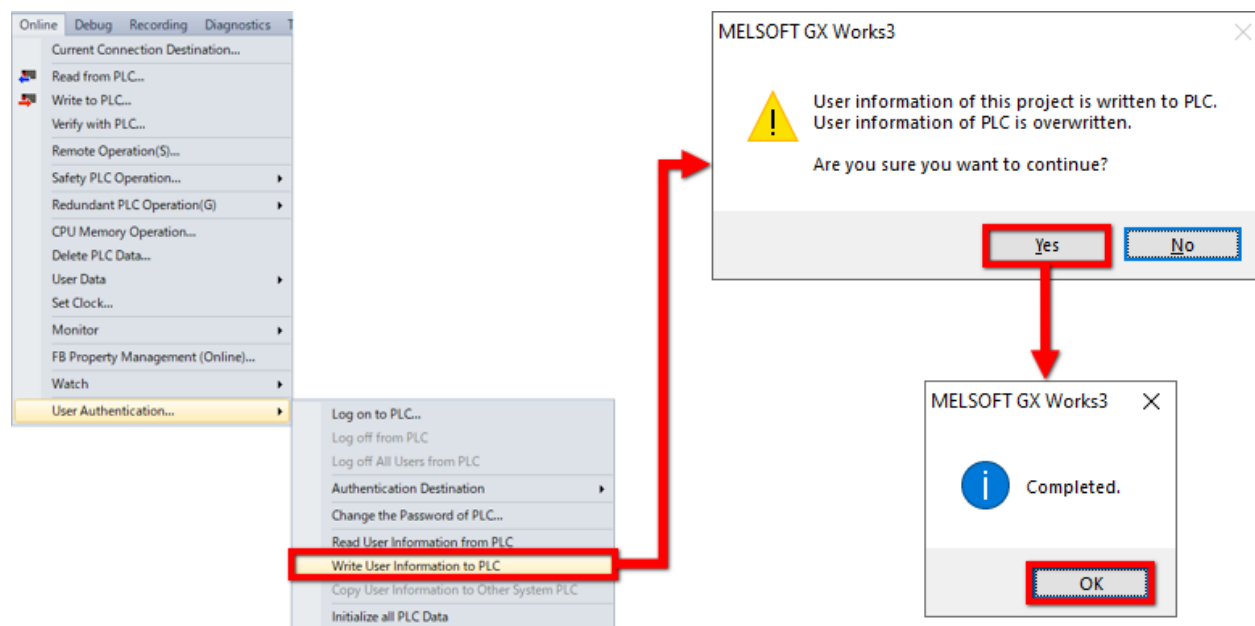 Online Debug Recording Diagnostics
Current Connection Destination...
Read from PLC...
Write to PLC...
Verify with PLC...
Remote Operation(S)...
Safety PLC Operation...
Redundant PLC Operation(G)
CPU Memory Operation...
Delete PLC Data...
User Data
Set Clock...
Monitor
FB Property Management (Online)...
Watch
User Authentication...
Log on to PLC...
Log off from PLC
Log off All Users from PLC
Authentication Destination
Change the Password of PLC...
Read User Information from PLC
Write User Information to PLC
Copy User Information to Other System PLC
Initialize all PLC Data
MELSOFT GX Works3
User information of this project is written to PLC.
User information of PLC is overwritten.
Are you sure you want to continue?
Yes No
MELSOFT GX Works3
Completed.
OK